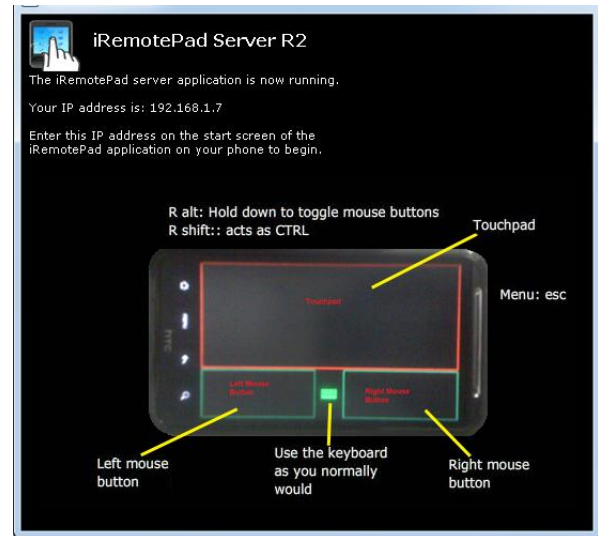 iRemotePad Server R2
The iRemotePad server application is now running.
Your IP address is: 192.168.1.7
Enter this IP address on the start screen of the
iRemotePad application on your phone to begin.
R alt: Hold down to toggle mouse buttons
R shift:: acts as CTRL
Touchpad
Touchpad
Menu: esc
hTC
Left Mouse
Button
Right Mouse
Button
Left mouse
button
Use the keyboard
as you normally
would
Right mouse
button